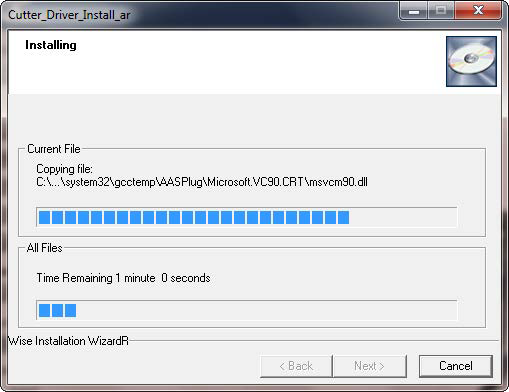 Cutter_Driver_Install_ar
Installing
Current File
Copying file:
C:\...\system32\gcctemp\AASPlug\Microsoft.VC90.CRT\msvcm90.dll
All Files
Time Remaining 1 minute 0 seconds
Wise Installation WizardR
< Back
Next >
Cancel